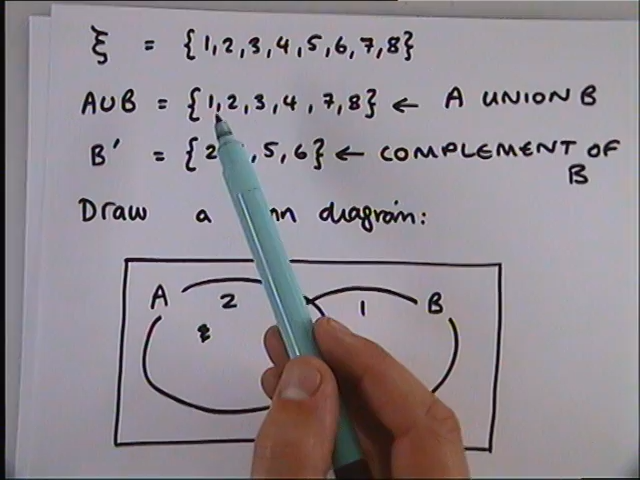 ξ = {1,2,3,4,5,6,7,8}
A∪B = {1,2,3,4,7,8} ← A UNION B
B' = {2, ,5,6} ← COMPLEMENT OF B
Draw a diagram:
A 2 1 B